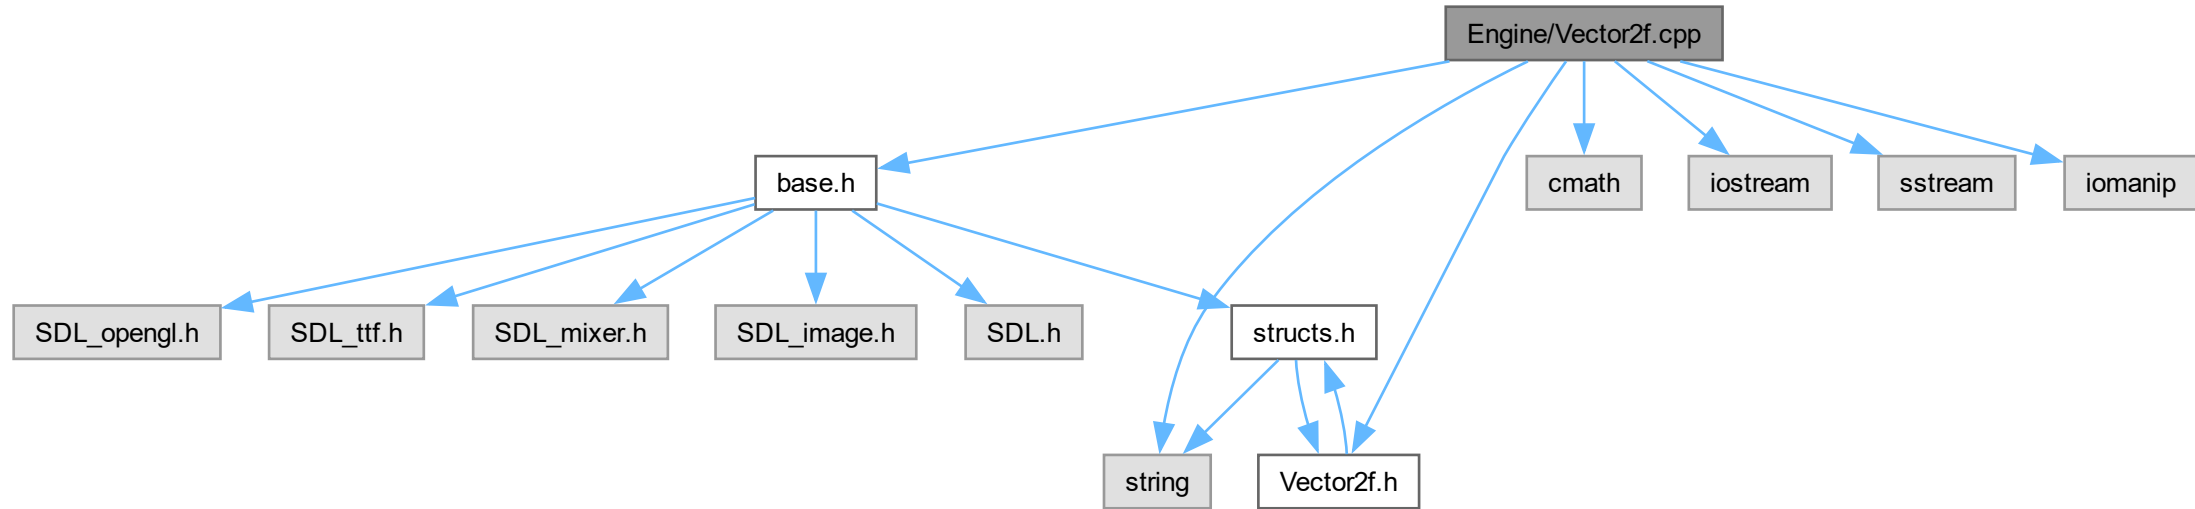 Engine/Vector2f.cpp
base.h
cmath
iostream
sstream
iomanip
SDL_opengl.h
SDL_ttf.h
SDL_mixer.h
SDL_image.h
SDL.h
structs.h
string
Vector2f.h